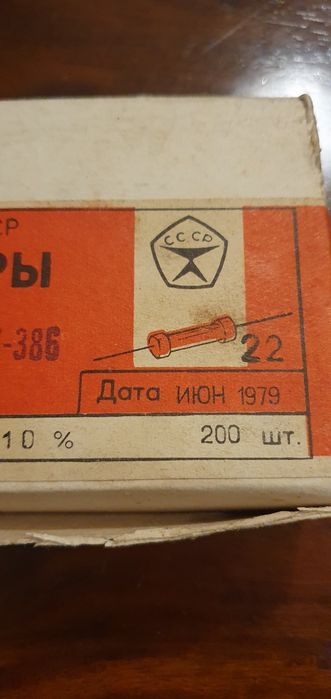 СССР
СР
РЫ
-386
22
Дата ИЮН 1979
10 % 200 шт.